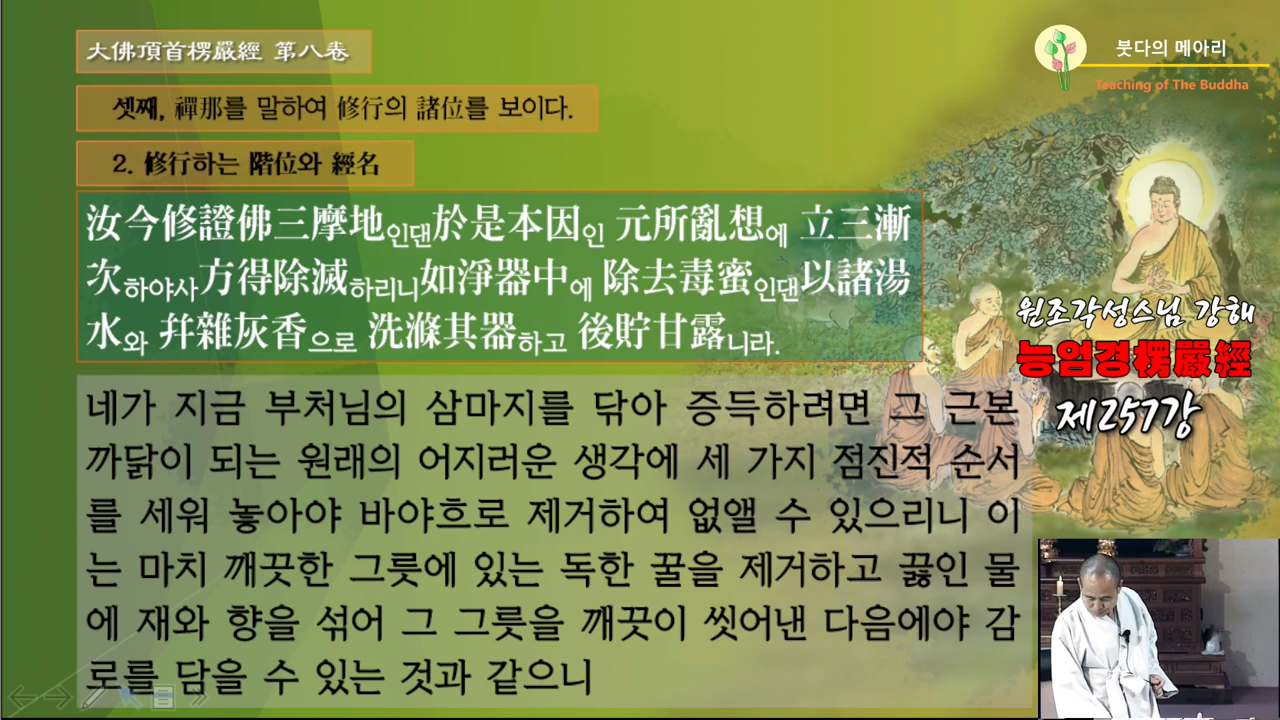 大佛頂首楞嚴經 第八卷
셋째, 禪那를 말하여 修行의 諸位를 보이다.
2. 修行하는 階位와 經名
汝今修證佛三摩地인댄於是本因인 元所亂想에 立三漸
次하야사方得除滅하리니如淨器中에 除去毒蜜인댄以諸湯
水와 幷雜灰香으로 洗滌其器하고 後貯甘露니라.
네가 지금 부처님의 삼마지를 닦아 증득하려면 그 근본
까닭이 되는 원래의 어지러운 생각에 세 가지 점진적 순서
를 세워 놓아야 바야흐로 제거하여 없앨 수 있으리니 이
는 마치 깨끗한 그릇에 있는 독한 꿀을 제거하고 끓인 물
에 재와 향을 섞어 그 그릇을 깨끗이 씻어낸 다음에야 감
로를 담을 수 있는 것과 같으니
붓다의 메아리
Teaching of The Buddha
원조각성스님 강해
능엄경楞嚴經
제257강